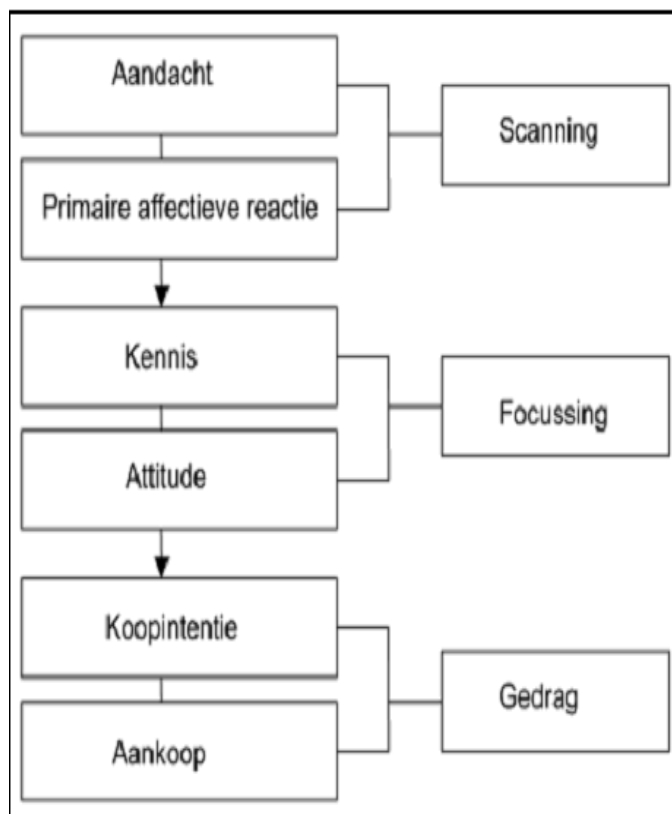 Aandacht
Scanning
Primaire affectieve reactie
Kennis
Focussing
Attitude
Koopintentie
Gedrag
Aankoop